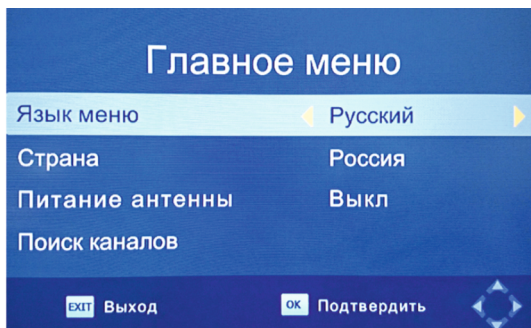 Главное меню
Язык меню Русский
Страна Россия
Питание антенны Выкл
Поиск каналов
EXIT Выход OK Подтвердить